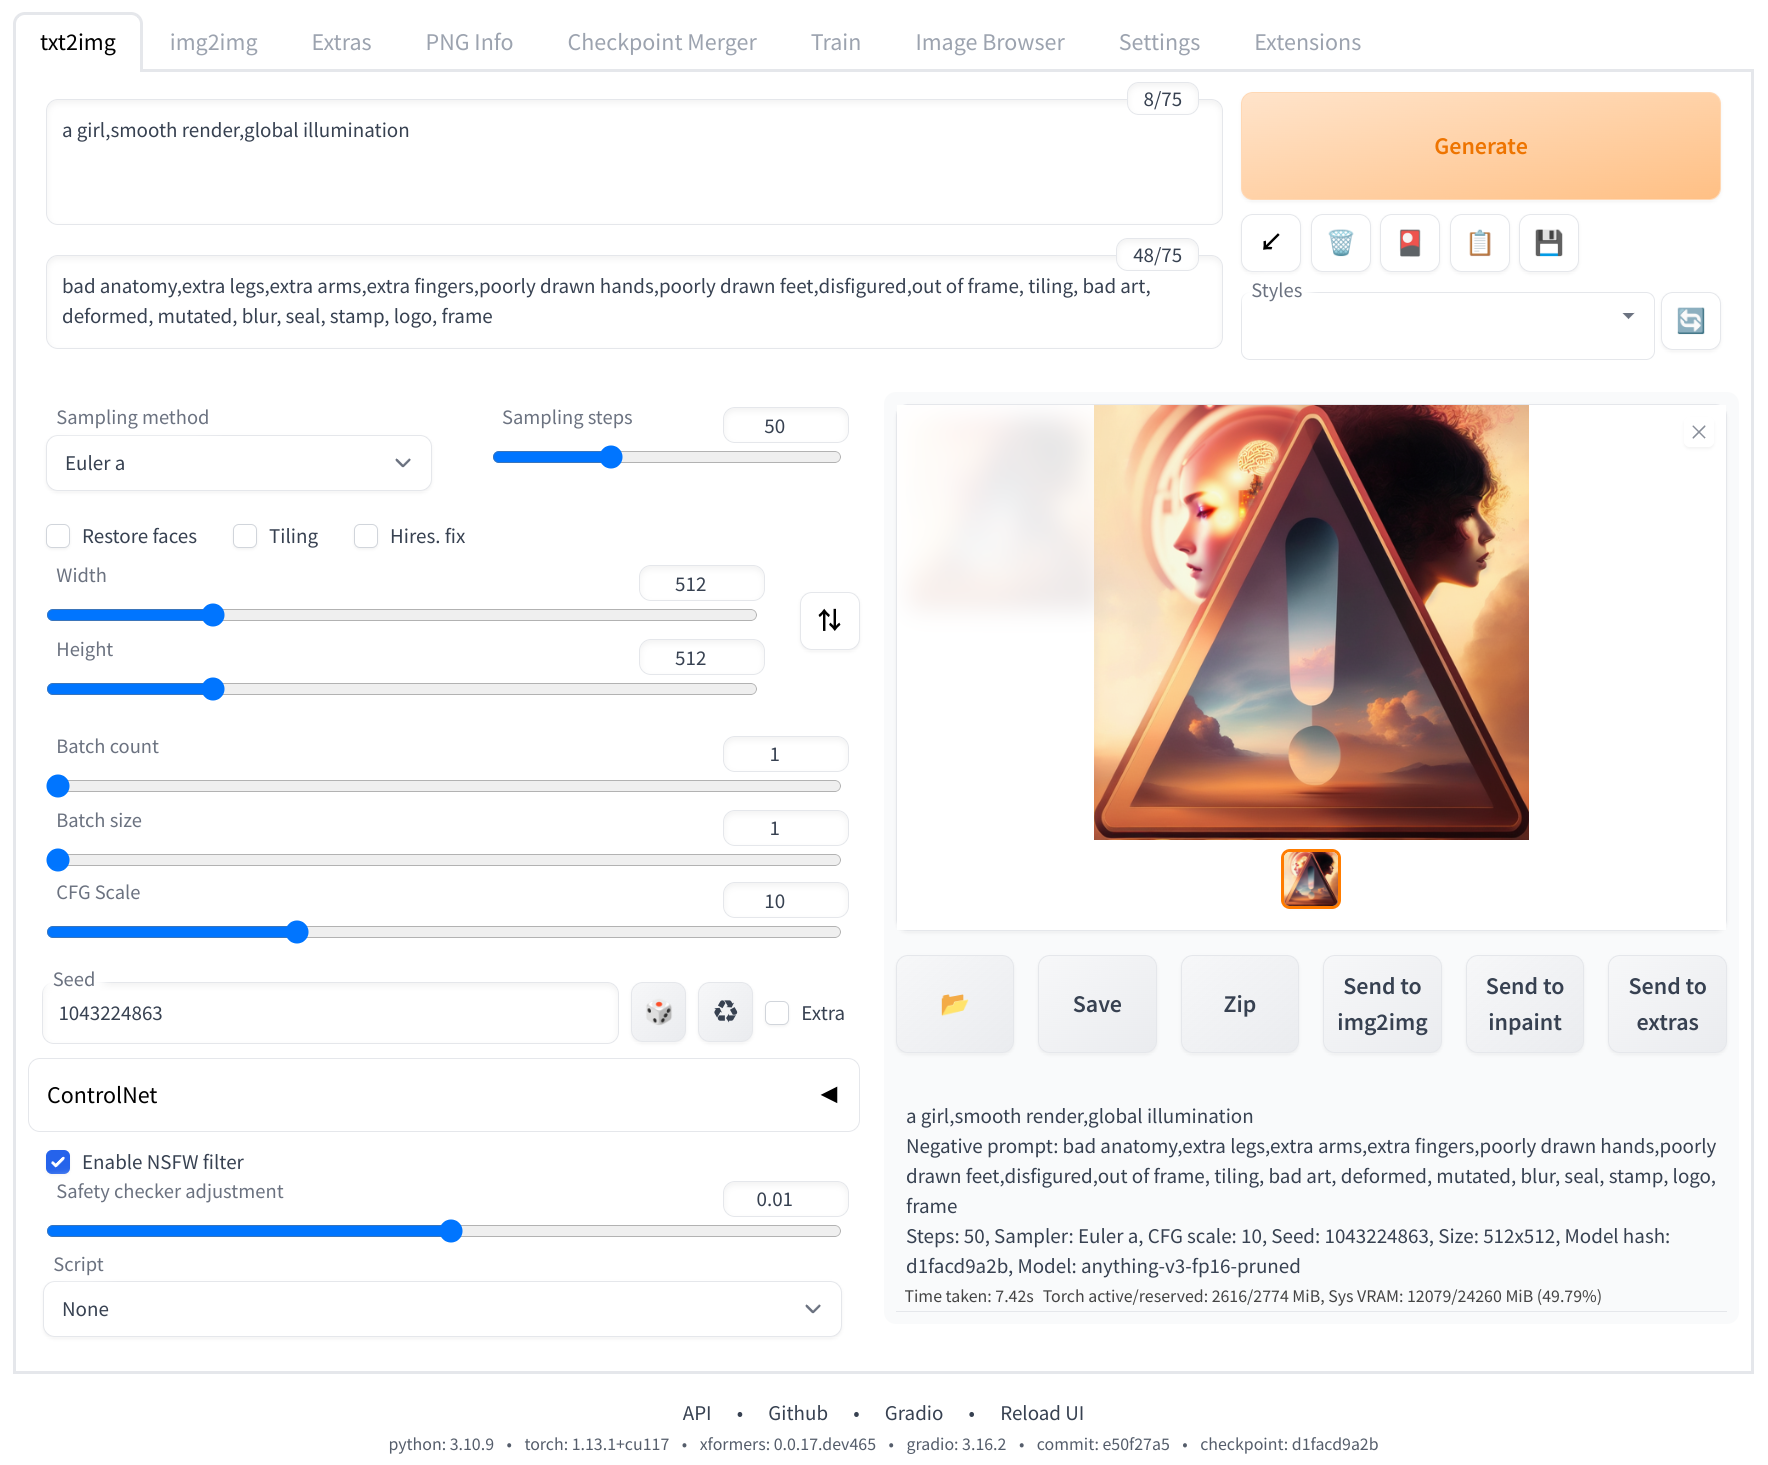 txt2img
img2img
Extras
PNG Info
Checkpoint Merger
Train
Image Browser
Settings
Extensions
8/75
a girl,smooth render,global illumination
Generate
48/75
bad anatomy,extra legs,extra arms,extra fingers,poorly drawn hands,poorly drawn feet,disfigured,out of frame, tiling, bad art,
deformed, mutated, blur, seal, stamp, logo, frame
Styles
Sampling method
Euler a
Sampling steps
50
Restore faces
Tiling
Hires. fix
Width
512
Height
512
Batch count
1
Batch size
1
CFG Scale
10
Seed
1043224863
Extra
ControlNet
Enable NSFW filter
Safety checker adjustment
0.01
Script
None
Save
Zip
Send to
img2img
Send to
inpaint
Send to
extras
a girl,smooth render,global illumination
Negative prompt: bad anatomy,extra legs,extra arms,extra fingers,poorly drawn hands,poorly
drawn feet,disfigured,out of frame, tiling, bad art, deformed, mutated, blur, seal, stamp, logo,
frame
Steps: 50, Sampler: Euler a, CFG scale: 10, Seed: 1043224863, Size: 512x512, Model hash:
d1facd9a2b, Model: anything-v3-fp16-pruned
Time taken: 7.42s Torch active/reserved: 2616/2774 MiB, Sys VRAM: 12079/24260 MiB (49.79%)
API • Github • Gradio • Reload UI
python: 3.10.9 • torch: 1.13.1+cu117 • xformers: 0.0.17.dev465 • gradio: 3.16.2 • commit: e50f27a5 • checkpoint: d1facd9a2b